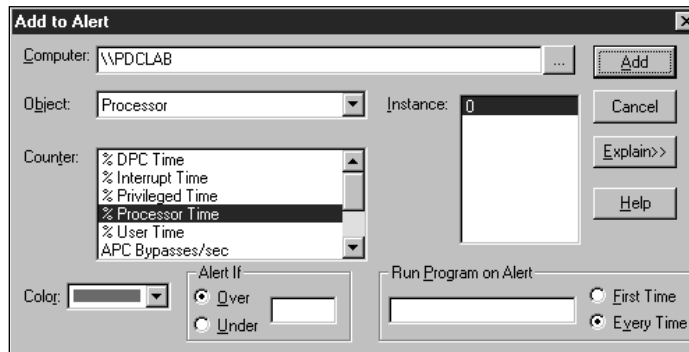 Add to Alert
Computer: \\PDCLAB ... Add
Object: Processor Instance: 0 Cancel
Counter: % DPC Time
% Interrupt Time
% Privileged Time
% Processor Time
% User Time
APC Bypasses/sec
Explain>>
Help
Color:
Alert If
Over
Under
Run Program on Alert
First Time
Every Time